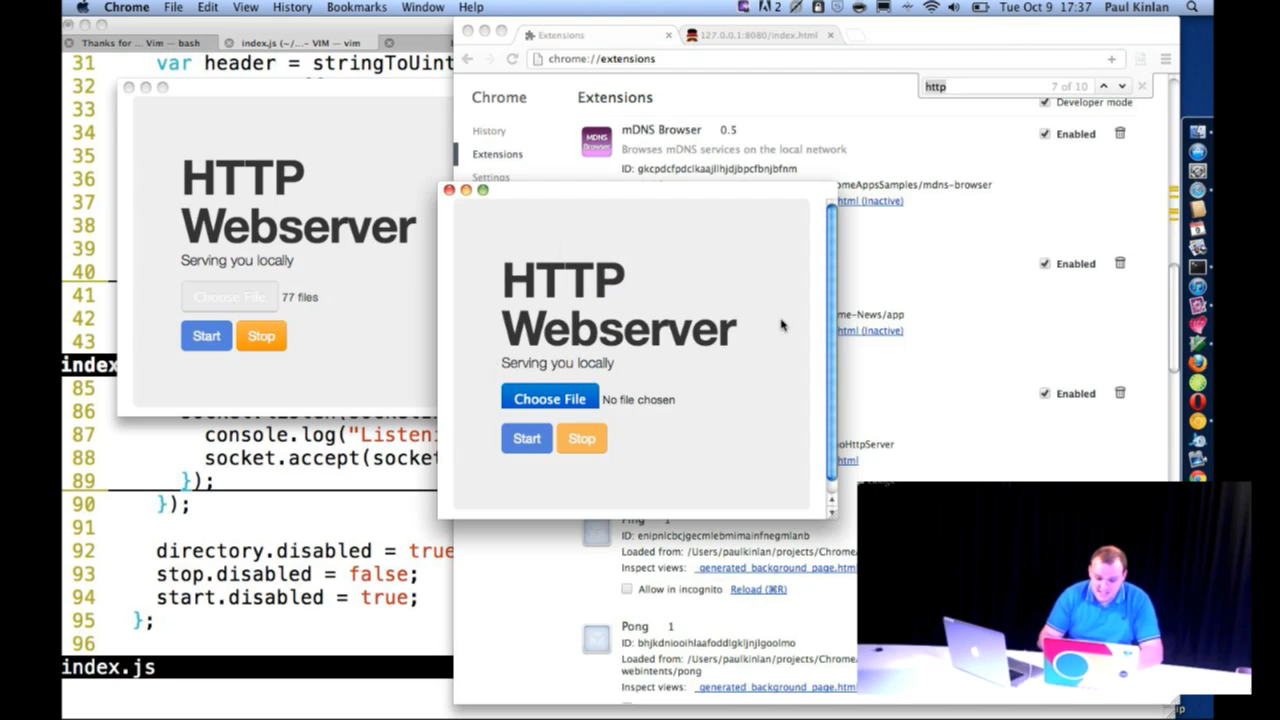 Chrome File Edit View History Bookmarks Window Help
2 Tue Oct 9 17:37 Paul Kinlan
Thanks for ... Vim — bash
index.js (~/... – VIM — vim
31 var header = stringToUint
32
33
34
35
36
37
38
39
40
41
42
43
index
85
86
87 console.log("Listeni
88 socket.accept(socket
89 });
90 });
91
92 directory.disabled = true
93 stop.disabled = false;
94 start.disabled = true;
95 };
96
index.js
HTTP
Webserver
Serving you locally
Choose File 77 files
Start Stop
Extensions
127.0.0.1:8080/index.html
chrome://extensions
http 7 of 10
Chrome
History
Extensions
Settings
Extensions
Developer mode
mDNS Browser 0.5
Enabled
Browses mDNS services on the local network
ID: gkcpdcfpdclkaajllhjdjbpcfbnjbfnm
omeAppsSamples/mdns-browser
html (Inactive)
Enabled
me-News/app
html (Inactive)
Enabled
oHttpServer
html
HTTP
Webserver
Serving you locally
Choose File No file chosen
Start Stop
Ping 1
ID: enipnlcbcjgecmlebmimaimfnegmlanb
Loaded from: /Users/paulkinlan/projects/Chrome
Inspect views: _generated_background_page.html
Allow in incognito Reload (⌘R)
Pong 1
ID: bhjkdniooihlaafoddlgkljnjlgoolmo
Loaded from: /Users/paulkinlan/projects/Chrome
webintents/pong
Inspect views: _generated_background_page.html